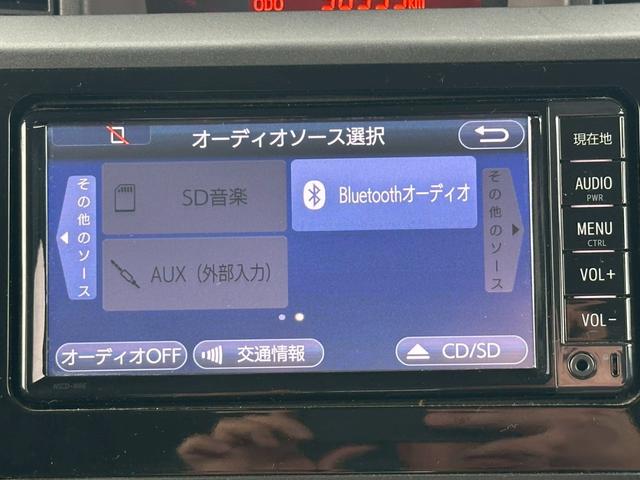 ODO km
オーディオソース選択
現在地
その他のソース
SD音楽
Bluetoothオーディオ
その他のソース
AUDIO
PWR
MENU
CTRL
AUX（外部入力）
VOL+
オーディオOFF
交通情報
CD/SD
VOL-
NSCD-W66